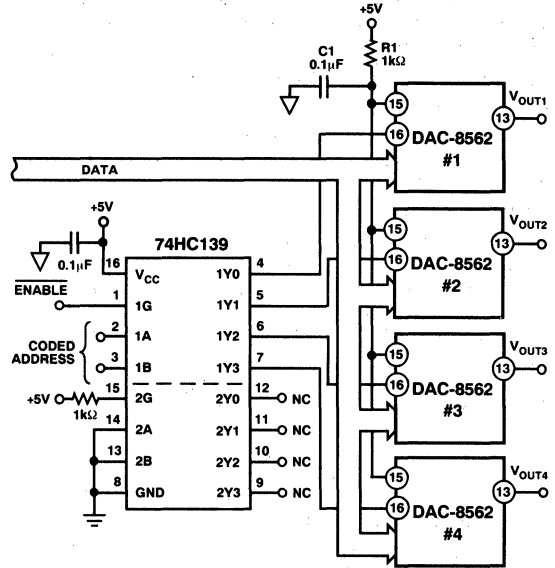 +5V
C1
0.1µF
R1
1kΩ
15
16
DAC-8562
#1
13
VOUT1
DATA
+5V
0.1µF
74HC139
16
VCC
1Y0
4
ENABLE
1
1G
1Y1
5
CODED
ADDRESS
2
1A
1Y2
6
3
1B
1Y3
7
+5V
1kΩ
15
2G
2Y0
12
NC
14
2A
2Y1
11
NC
13
2B
2Y2
10
NC
8
GND
2Y3
9
NC
15
16
DAC-8562
#2
13
VOUT2
15
16
DAC-8562
#3
13
VOUT3
15
16
DAC-8562
#4
13
VOUT4